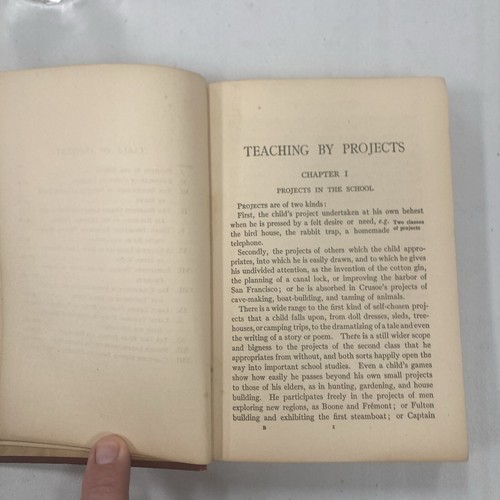 TEACHING BY PROJECTS
CHAPTER I
PROJECTS IN THE SCHOOL
PROJECTS are of two kinds:
First, the child's project undertaken at his own behest
when he is pressed by a felt desire or need, e.g. Two classes
the bird house, the rabbit trap, a homemade of projects
telephone.
Secondly, the projects of others which the child appro-
priates, into which he is easily drawn, and to which he gives
his undivided attention, as the invention of the cotton gin,
the planning of a canal lock, or improving the harbor of
San Francisco; or he is absorbed in Crusoe's projects of
cave-making, boat-building, and taming of animals.
There is a wide range to the first kind of self-chosen proj-
ects that a child falls upon, from doll dresses, sleds, tree-
houses, or camping trips, to the dramatizing of a tale and even
the writing of a story or poem. There is a still wider scope
and bigness to the projects of the second class that he
appropriates from without, and both sorts happily open the
way into important school studies. Even a child's games
show how easily he passes beyond his own small projects
to those of his elders, as in hunting, gardening, and house
building. He participates freely in the projects of men
exploring new regions, as Boone and Frémont; or Fulton
building and exhibiting the first steamboat; or Captain
B 1